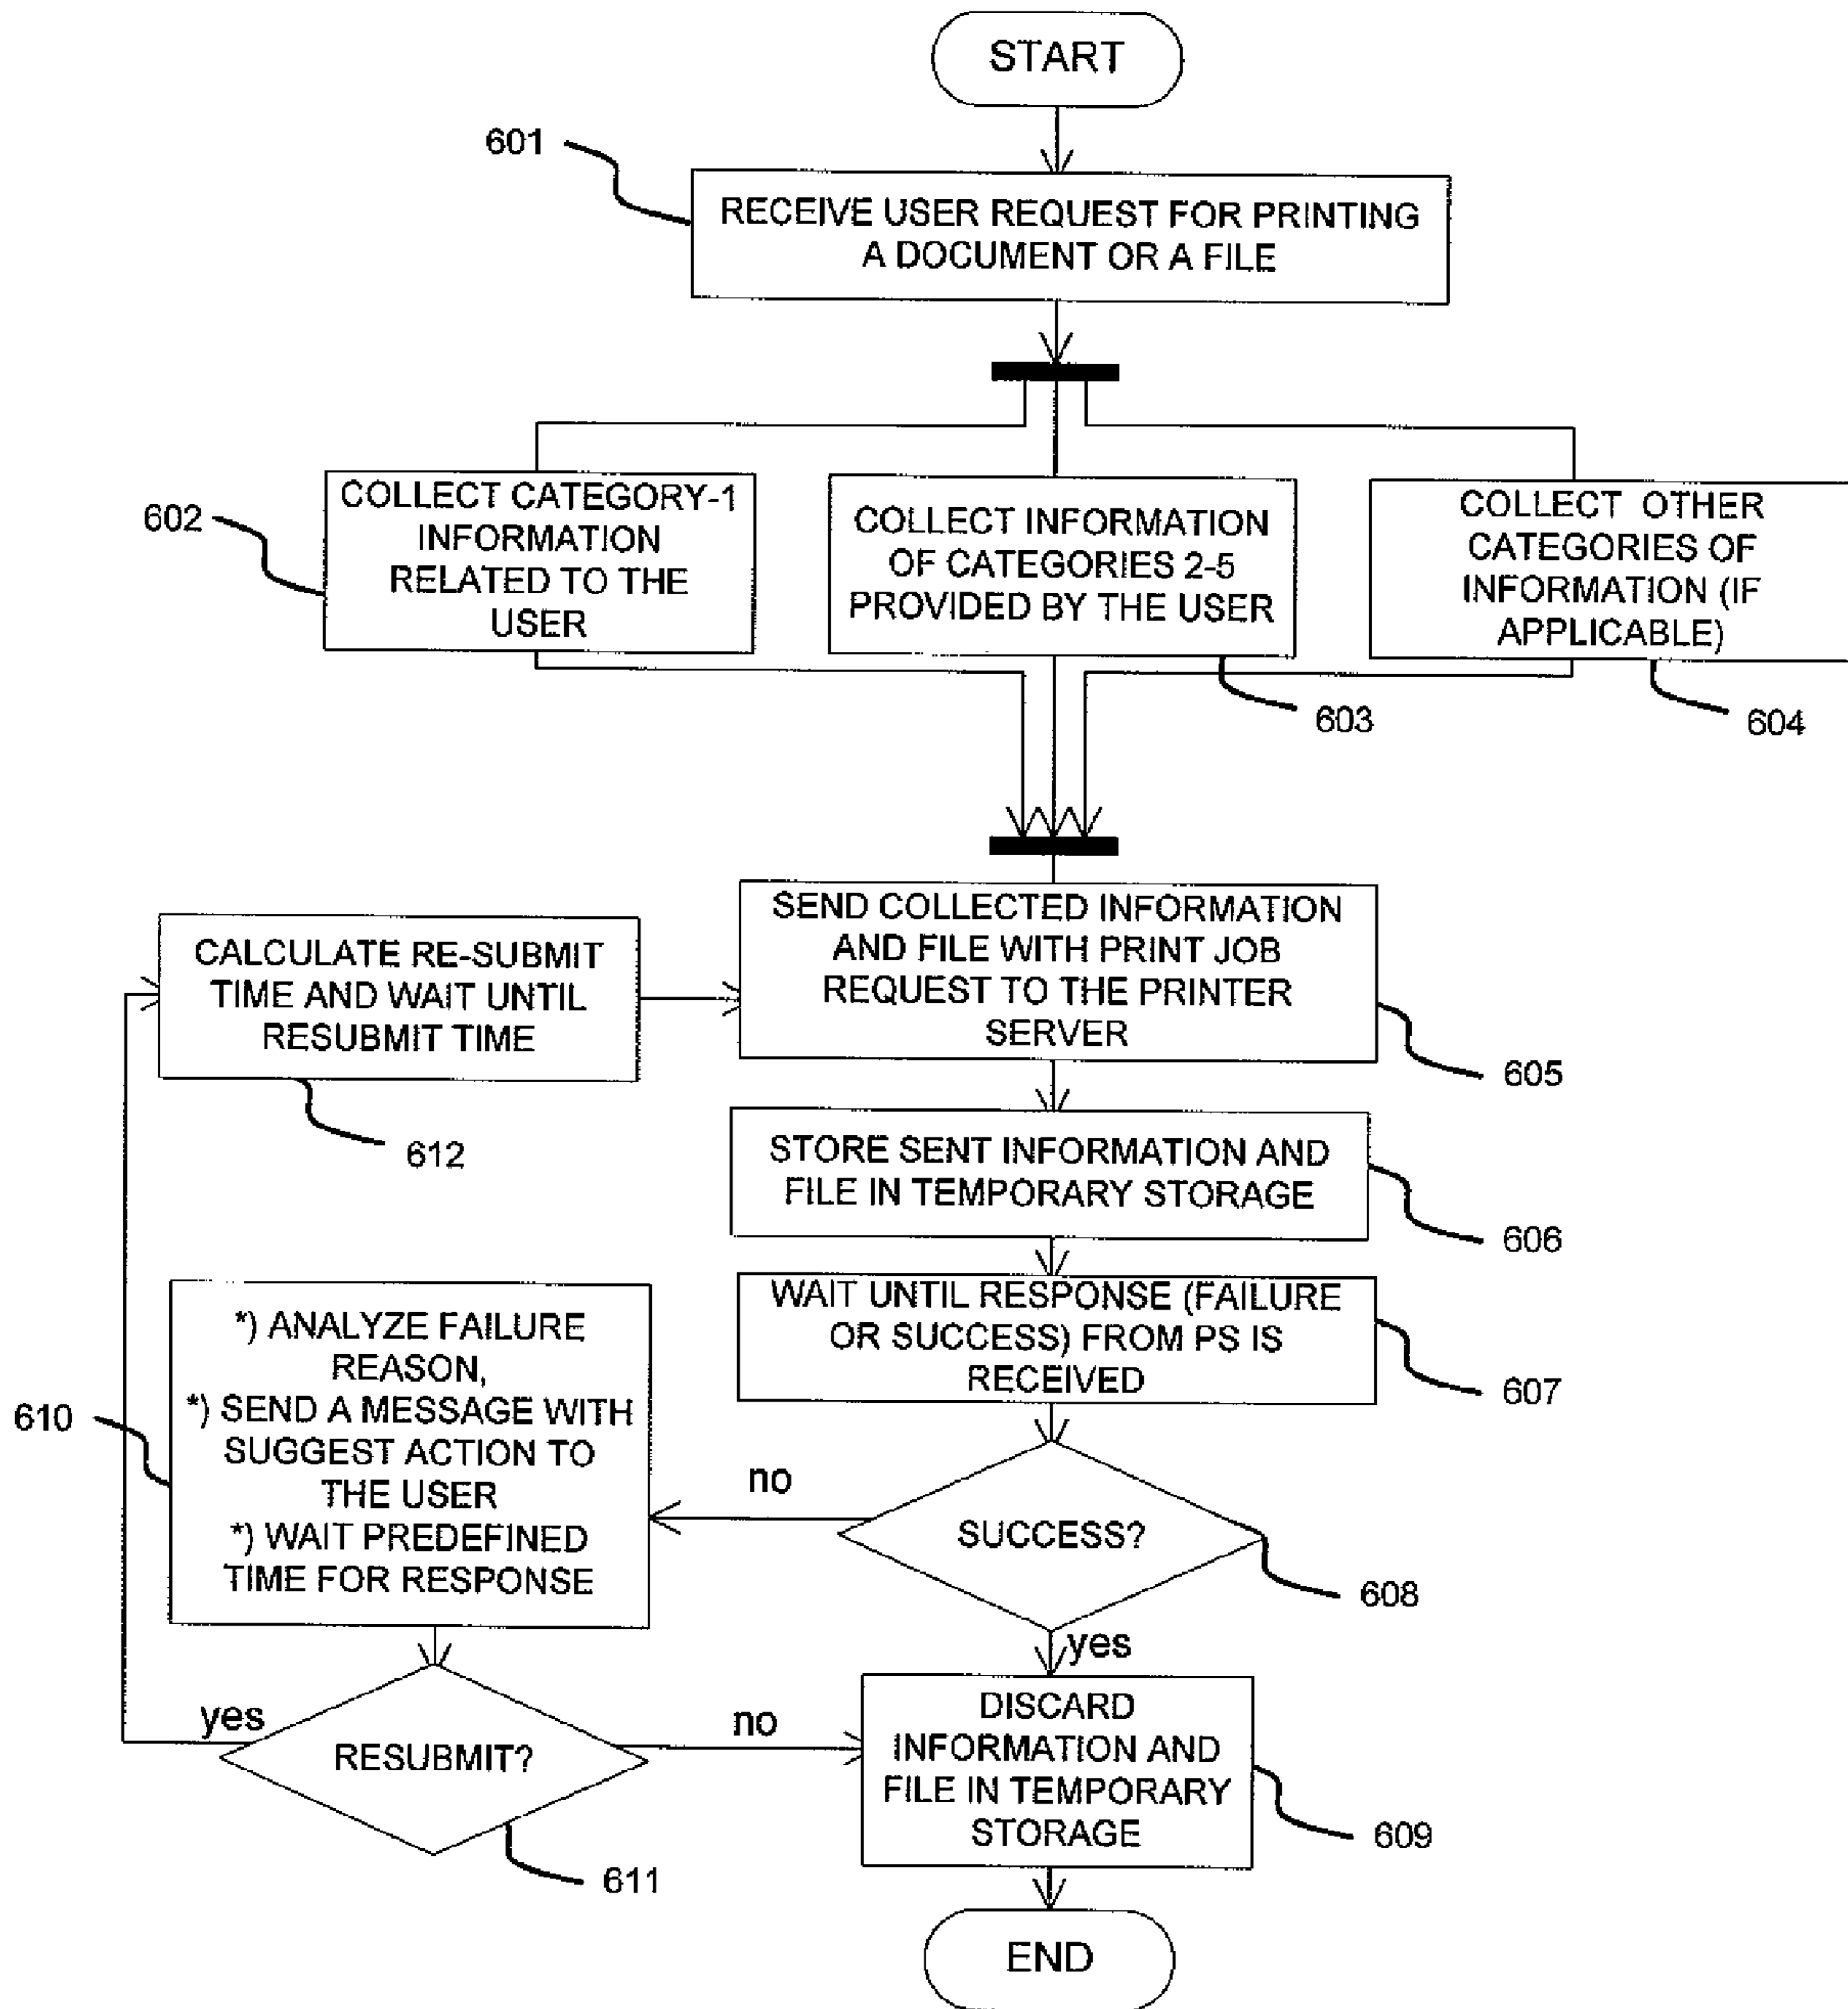 START
601
RECEIVE USER REQUEST FOR PRINTING
A DOCUMENT OR A FILE
602
COLLECT CATEGORY-1
INFORMATION
RELATED TO THE
USER
COLLECT INFORMATION
OF CATEGORIES 2-5
PROVIDED BY THE USER
603
COLLECT OTHER
CATEGORIES OF
INFORMATION (IF
APPLICABLE)
604
CALCULATE RE-SUBMIT
TIME AND WAIT UNTIL
RESUBMIT TIME
612
SEND COLLECTED INFORMATION
AND FILE WITH PRINT JOB
REQUEST TO THE PRINTER
SERVER
605
STORE SENT INFORMATION AND
FILE IN TEMPORARY STORAGE
606
WAIT UNTIL RESPONSE (FAILURE
OR SUCCESS) FROM PS IS
RECEIVED
607
610
*) ANALYZE FAILURE
REASON,
*) SEND A MESSAGE WITH
SUGGEST ACTION TO
THE USER
*) WAIT PREDEFINED
TIME FOR RESPONSE
no
SUCCESS?
608
yes
yes
RESUBMIT?
no
611
DISCARD
INFORMATION AND
FILE IN TEMPORARY
STORAGE
609
END